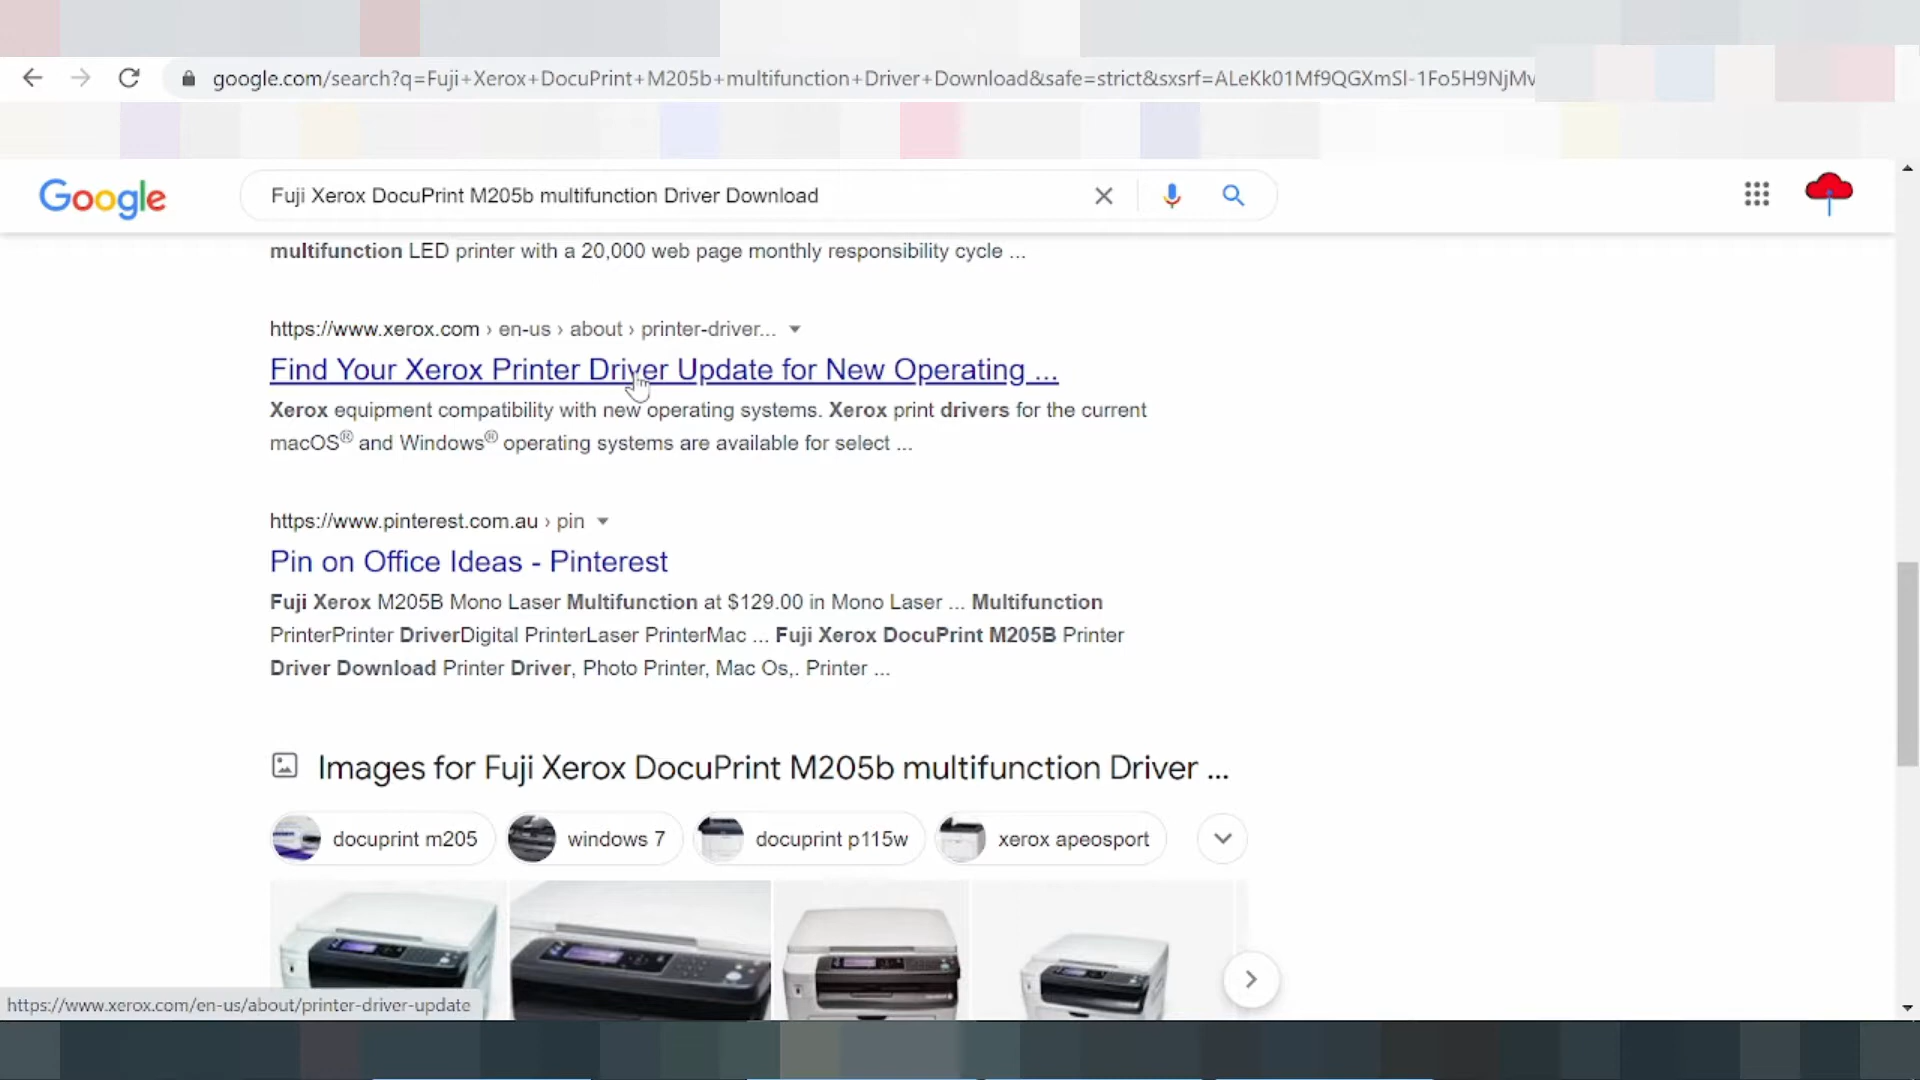 google.com/search?q=Fuji+Xerox+DocuPrint+M205b+multifunction+Driver+Download&safe=strict&sxsrf=ALeKk01Mf9QGXmSl-1Fo5H9NjMv
Google
Fuji Xerox DocuPrint M205b multifunction Driver Download
multifunction LED printer with a 20,000 web page monthly responsibility cycle ...
https://www.xerox.com › en-us › about › printer-driver...
Find Your Xerox Printer Driver Update for New Operating ...
Xerox equipment compatibility with new operating systems. Xerox print drivers for the current
macOS® and Windows® operating systems are available for select ...
https://www.pinterest.com.au › pin
Pin on Office Ideas - Pinterest
Fuji Xerox M205B Mono Laser Multifunction at $129.00 in Mono Laser ... Multifunction
PrinterPrinter DriverDigital PrinterLaser PrinterMac ... Fuji Xerox DocuPrint M205B Printer
Driver Download Printer Driver, Photo Printer, Mac Os,. Printer ...
Images for Fuji Xerox DocuPrint M205b multifunction Driver ...
docuprint m205
windows 7
docuprint p115w
xerox apeosport
https://www.xerox.com/en-us/about/printer-driver-update